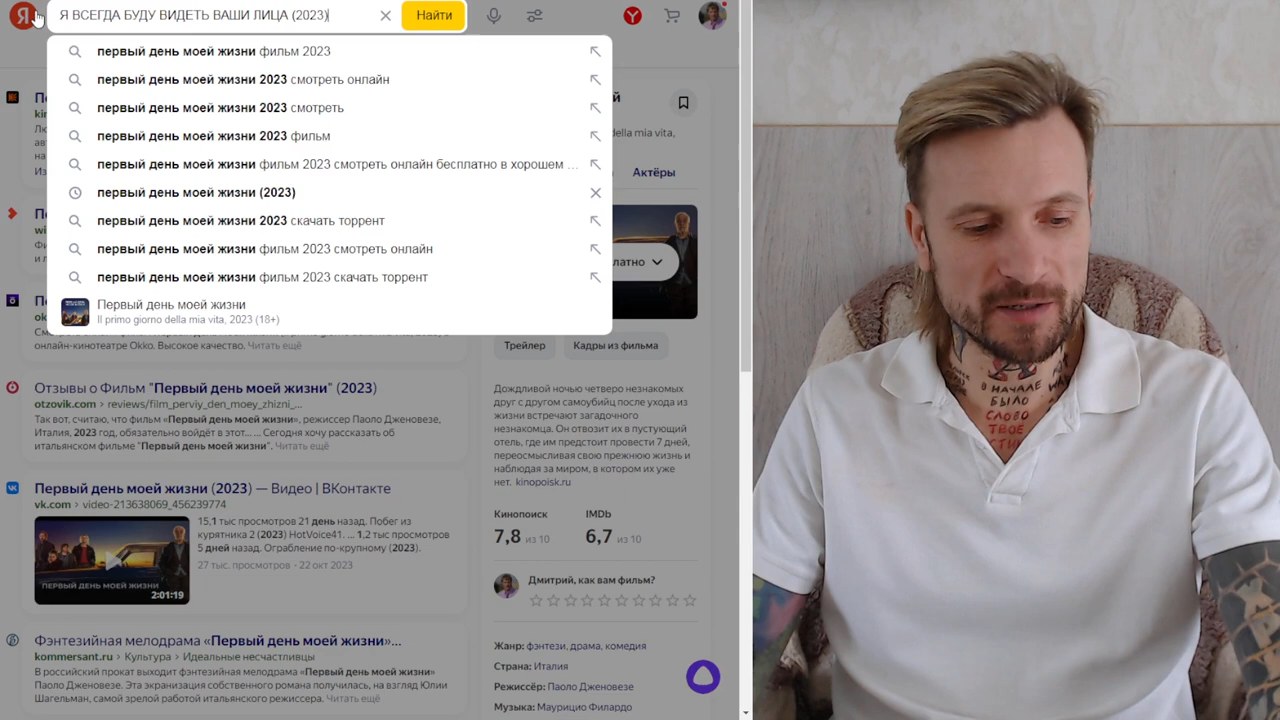 Я
Я ВСЕГДА БУДУ ВИДЕТЬ ВАШИ ЛИЦА (2023)
Найти
первый день моей жизни фильм 2023
первый день моей жизни 2023 смотреть онлайн
первый день моей жизни 2023 смотреть
первый день моей жизни 2023 фильм
первый день моей жизни фильм 2023 смотреть онлайн бесплатно в хорошем ...
первый день моей жизни (2023)
первый день моей жизни 2023 скачать торрент
первый день моей жизни фильм 2023 смотреть онлайн
первый день моей жизни фильм 2023 скачать торрент
Первый день моей жизни
Il primo giorno della mia vita, 2023 (18+)
онлайн-кинотеатре Okko. Высокое качество. Читать ещё
Отзывы о Фильм "Первый день моей жизни" (2023)
otzovik.com › reviews/film_perviy_den_moey_zhizni_...
Так вот, считаю, что фильм «Первый день моей жизни», режиссер Паоло Дженовезе,
Италия, 2023 год, обязательно войдёт в этот... ... Сегодня хочу рассказать об
итальянском фильме "Первый день моей жизни". Читать ещё
Первый день моей жизни (2023) — Видео | ВКонтакте
vk.com › video-213638069_456239774
15,1 тыс просмотров 21 день назад. Побег из
курятника 2 (2023) HotVoice41. ... 1,2 тыс просмотров
5 дней назад. Ограбление по-крупному (2023).
27 тыс. просмотров · 22 окт 2023
ПЕРВЫЙ ДЕНЬ МОЕЙ ЖИЗНИ
2:01:19
Фэнтезийная мелодрама «Первый день моей жизни»...
kommersant.ru › Культура › Идеальные несчастливцы
В российский прокат выходит фэнтезийная мелодрама «Первый день моей жизни»
Паоло Дженовезе. Эта экранизация собственного романа получилась, на взгляд Юлии
Шагельман, самой зрелой работой итальянского режиссера. Читать ещё
della mia vita,
Актёры
Трейлер
Кадры из фильма
Дождливой ночью четверо незнакомых
друг с другом самоубийц после ухода из
жизни встречают загадочного
незнакомца. Он отвозит их в пустующий
отель, где им предстоит провести 7 дней,
переосмысливая свою прежнюю жизнь и
наблюдая за миром, в котором их уже
нет. kinopoisk.ru
Кинопоиск IMDb
7,8 из 10 6,7 из 10
Дмитрий, как вам фильм?
Жанр: фэнтези, драма, комедия
Страна: Италия
Режиссёр: Паоло Дженовезе
Музыка: Маурицио Филардо
В НАЧАЛЕ
БЫЛО
СЛОВО
ТВОЕ